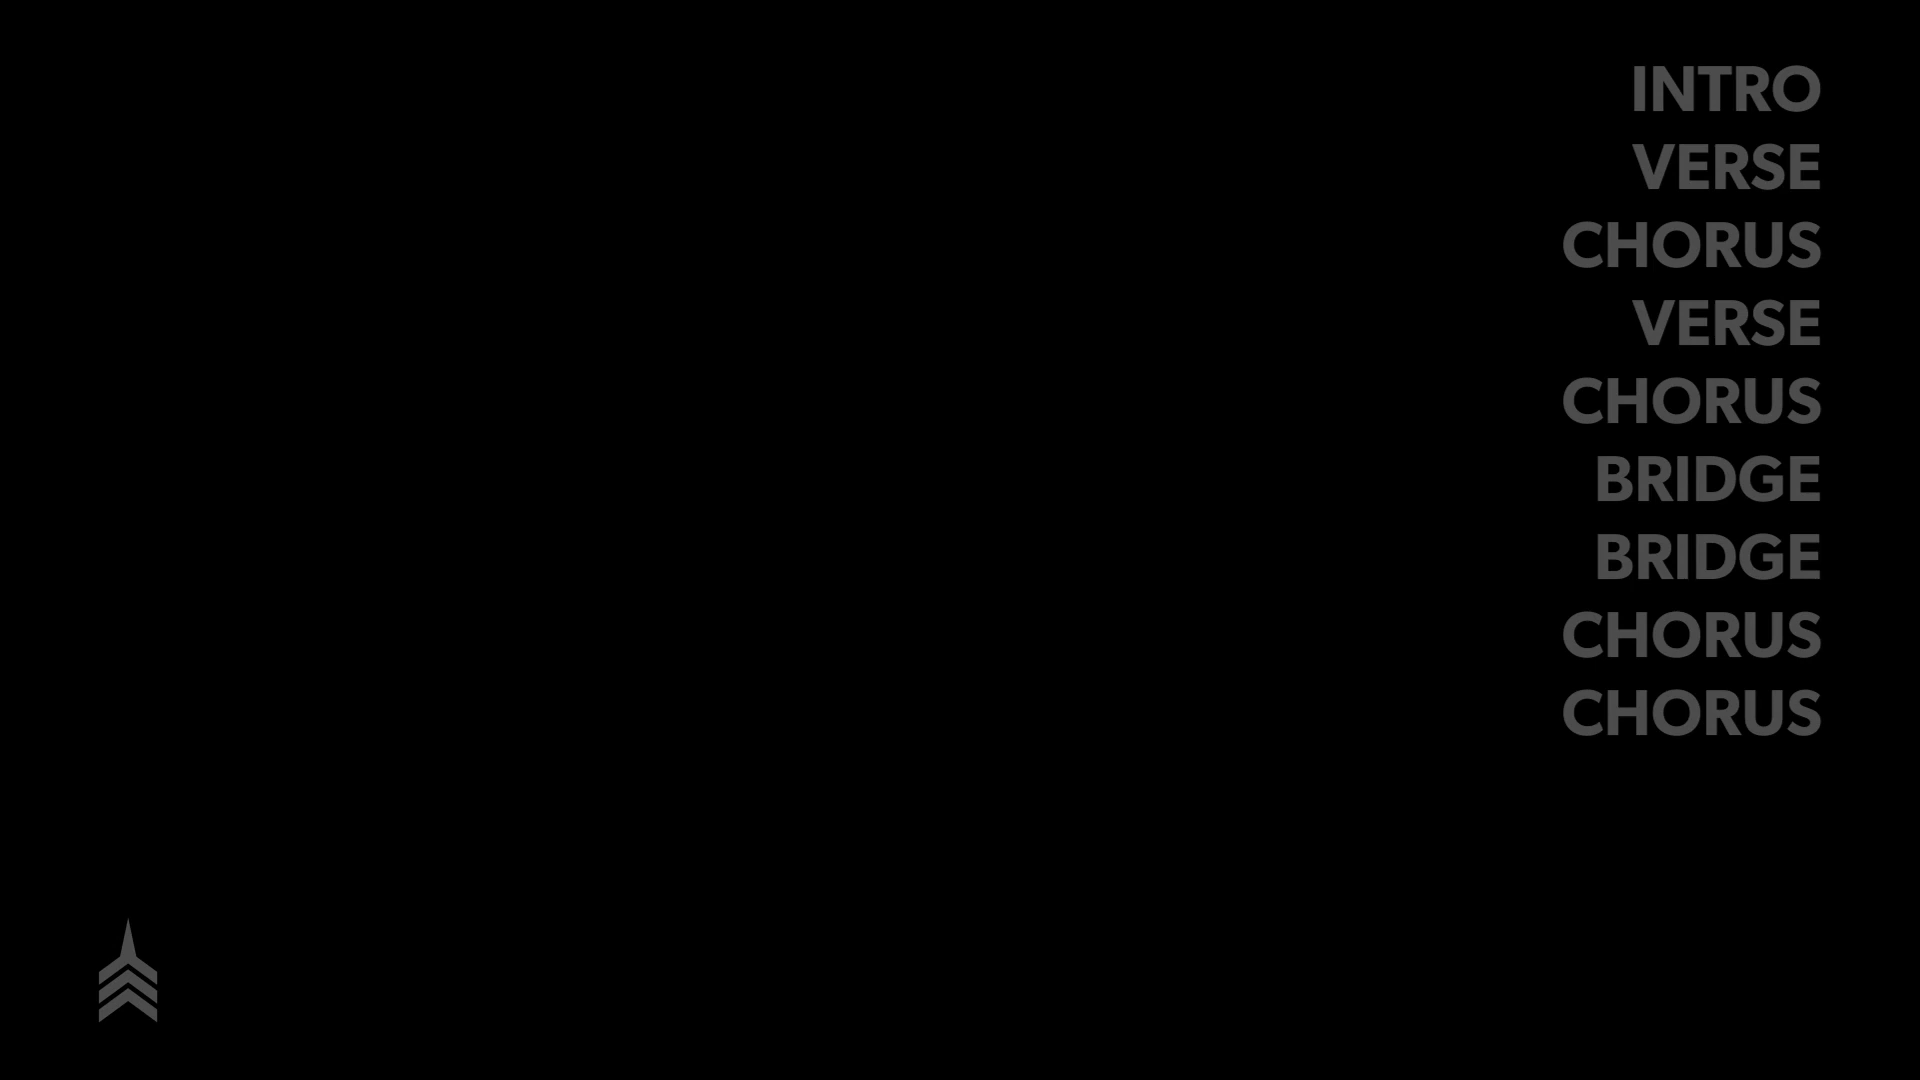 INTRO
VERSE
CHORUS
VERSE
CHORUS
BRIDGE
BRIDGE
CHORUS
CHORUS